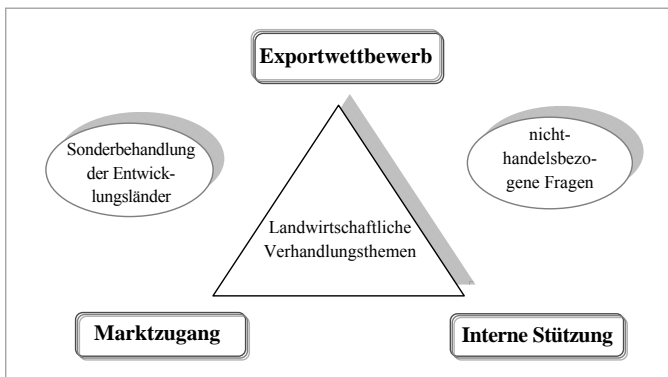 Exportwettbewerb
Sonderbehandlung
der Entwick-
lungsländer
nicht-
handelsbezo-
gene Fragen
Landwirtschaftliche
Verhandlungsthemen
Marktzugang
Interne Stützung